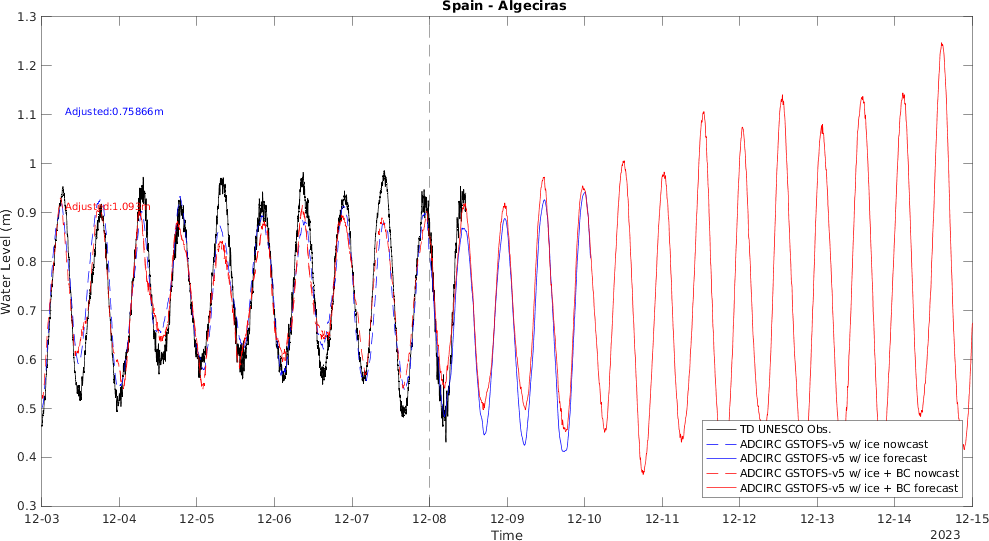 Spain - Algeciras
Water Level (m)
1.3
1.2
1.1
1
0.9
0.8
0.7
0.6
0.5
0.4
0.3
Adjusted:0.75866m
Adjusted:1.093m
TD UNESCO Obs.
ADCIRC GSTOFS-v5 w/ ice nowcast
ADCIRC GSTOFS-v5 w/ ice forecast
ADCIRC GSTOFS-v5 w/ ice + BC nowcast
ADCIRC GSTOFS-v5 w/ ice + BC forecast
12-03 12-04 12-05 12-06 12-07 12-08 12-09 12-10 12-11 12-12 12-13 12-14 12-15
Time
2023